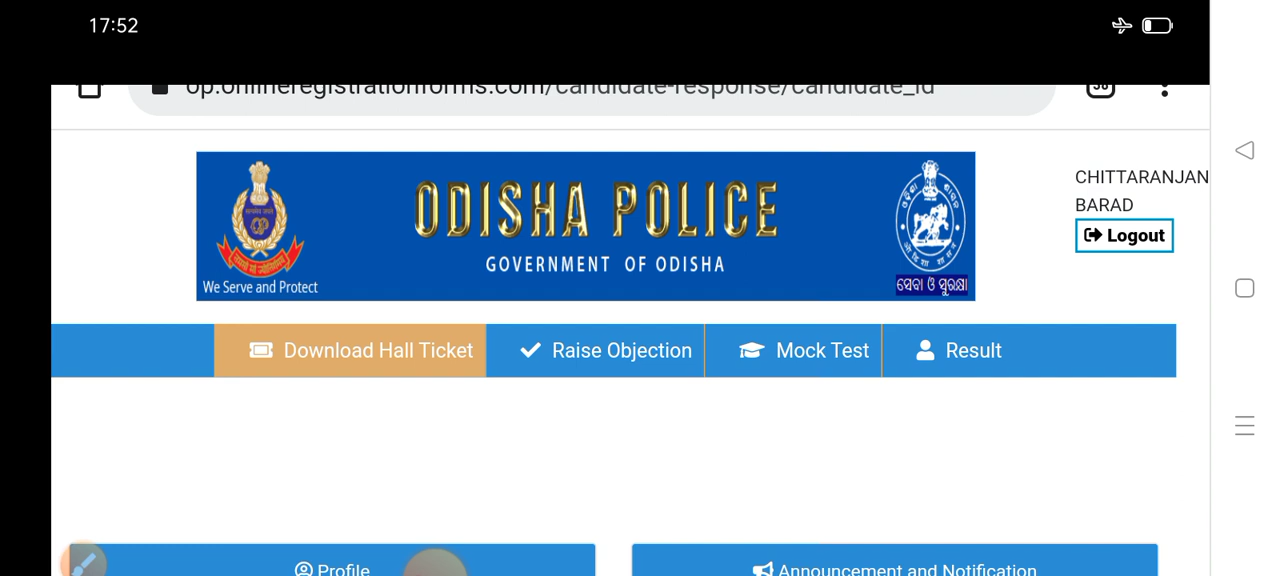 17:52
op.onlineregistrationforms.com/candidate-response/candidate_id
ODISHA POLICE
GOVERNMENT OF ODISHA
We Serve and Protect
ସେବା ଓ ସୁରକ୍ଷା
CHITTARANJAN
BARAD
Logout
Download Hall Ticket
Raise Objection
Mock Test
Result
Profile
Announcement and Notification